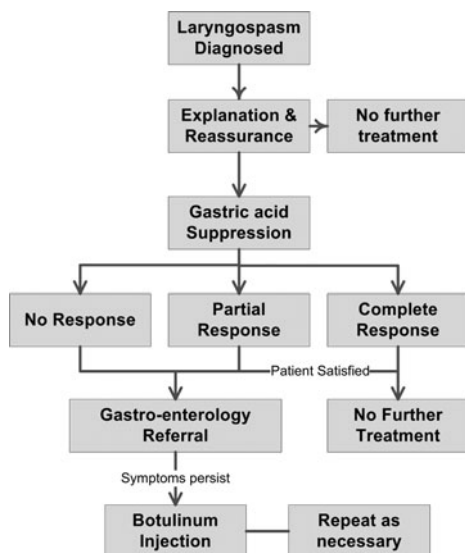 Laryngospasm
Diagnosed
Explanation &
Reassurance
No further
treatment
Gastric acid
Suppression
No Response
Partial
Response
Complete
Response
Patient Satisfied
Gastro-enterology
Referral
No Further
Treatment
Symptoms persist
Botulinum
Injection
Repeat as
necessary